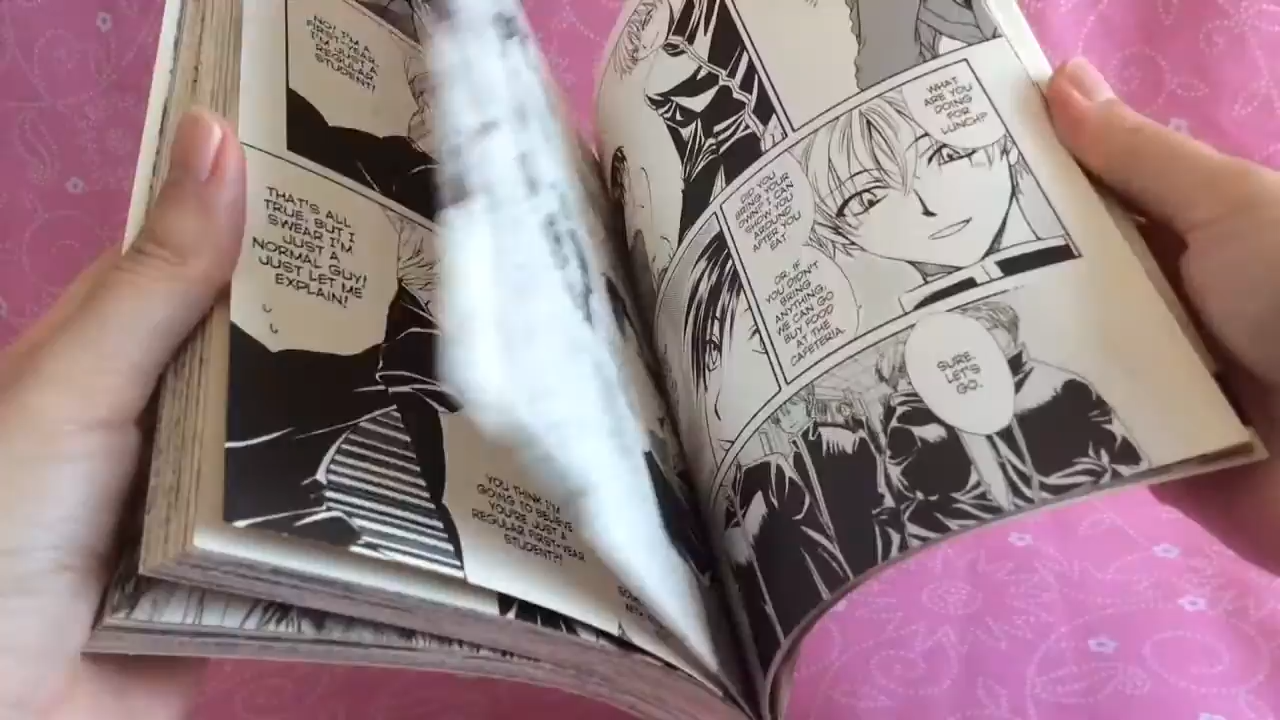 NO! I'M A
FIRST-YEAR.
I'M JUST A
REGULAR
STUDENT!
THAT'S ALL
TRUE, BUT I
SWEAR I'M
JUST A
NORMAL GUY!
JUST LET ME
EXPLAIN!
YOU THINK I'M
GOING TO BELIEVE
YOU'RE JUST A
REGULAR FIRST-YEAR
STUDENT?!
WHAT
ARE YOU
DOING
FOR
LUNCH?
DID YOU
BRING YOUR
OWN? I CAN
SHOW YOU
AROUND
AFTER YOU
EAT
OR, IF
YOU DIDN'T
BRING
ANYTHING,
WE CAN GO
BUY FOOD
AT THE
CAFETERIA.
SURE.
LET'S
GO.